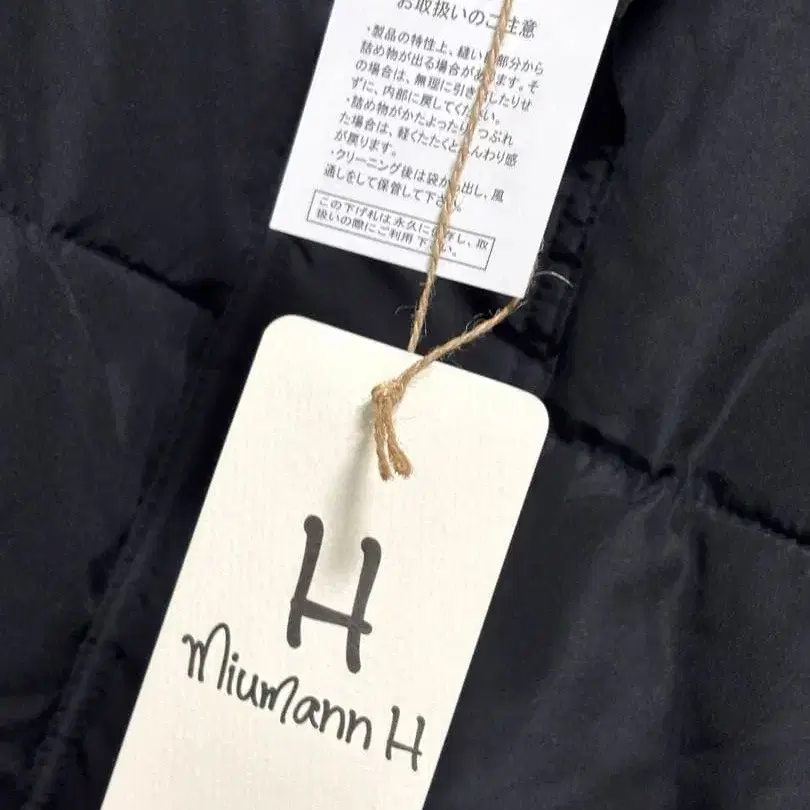 お取扱いのご注意
・製品の特性上、縫い 部分から
詰め物が出る場合があ ます。そ
の場合は、無理に引き したりせ
ずに、内部に戻してください。
・詰め物がかたよったり つぶれ
た場合は、軽くたたくと んわり感
が戻ります。
・クリーニング後は袋か 出し、風
通しをして保管して下さい。
この下げ札は永久に 存し、取
扱いの際にご利用下さい。
H
Miumann H